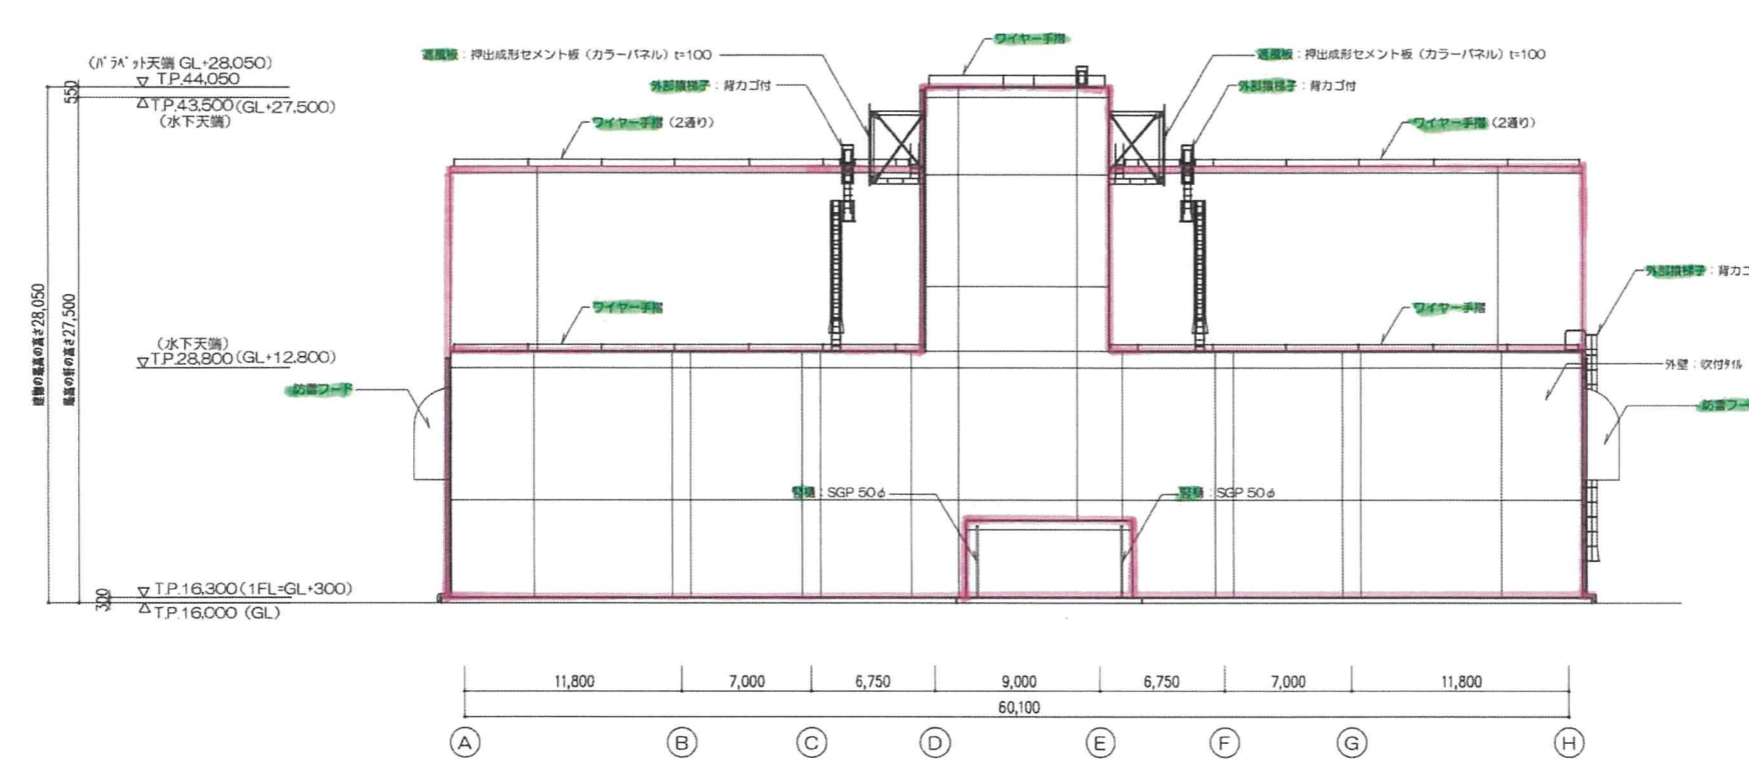 ワイヤー手摺
遮風板：押出成形セメント板（カラーパネル）t=100
遮風板：押出成形セメント板（カラーパネル）t=100
(ﾊﾟﾗﾍﾟｯﾄ天端 GL+28,050)
T.P.44,050
外部猿梯子：背カゴ付
外部猿梯子：背カゴ付
550
T.P.43,500(GL+27,500)
(水下天端)
ワイヤー手摺（2通り）
ワイヤー手摺（2通り）
外部猿梯子：背カゴ
建物の最高の高さ28,050
最高の軒の高さ27,500
ワイヤー手摺
ワイヤー手摺
(水下天端)
T.P.28,800(GL+12,800)
外壁：吹付ﾀｲﾙ
防雪フード
防雪フード
竪樋：SGP 50φ
竪樋：SGP 50φ
T.P.16,300(1FL=GL+300)
300
T.P.16,000 (GL)
11,800 7,000 6,750 9,000 6,750 7,000 11,800
60,100
A B C D E F G H